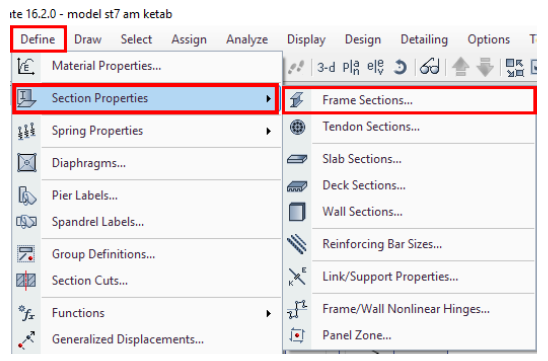 ite 16.2.0 - model st7 am ketab
Define Draw Select Assign Analyze Display Design Detailing Options T
Material Properties...
3-d
Section Properties
Frame Sections...
Tendon Sections...
Spring Properties
Slab Sections...
Diaphragms...
Deck Sections...
Pier Labels...
Wall Sections...
Spandrel Labels...
Reinforcing Bar Sizes...
Group Definitions...
Link/Support Properties...
Section Cuts...
Functions
Frame/Wall Nonlinear Hinges...
Generalized Displacements...
Panel Zone...